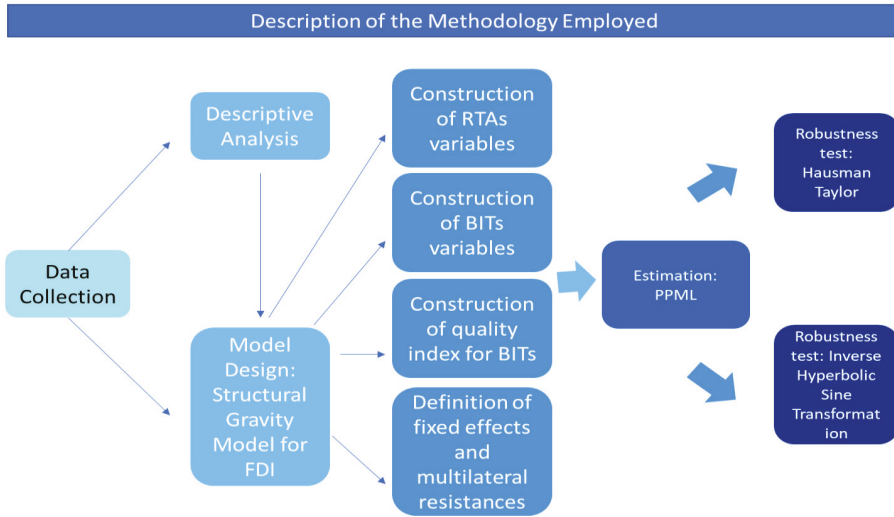 Description of the Methodology Employed
Descriptive
Analysis
Data
Collection
Model
Design:
Structural
Gravity
Model for
FDI
Construction
of RTAs
variables
Construction
of BITs
variables
Construction
of quality
index for BITs
Definition of
fixed effects
and
multilateral
resistances
Estimation:
PPML
Robustness
test:
Hausman
Taylor
Robustness
test: Inverse
Hyperbolic
Sine
Transformat
ion